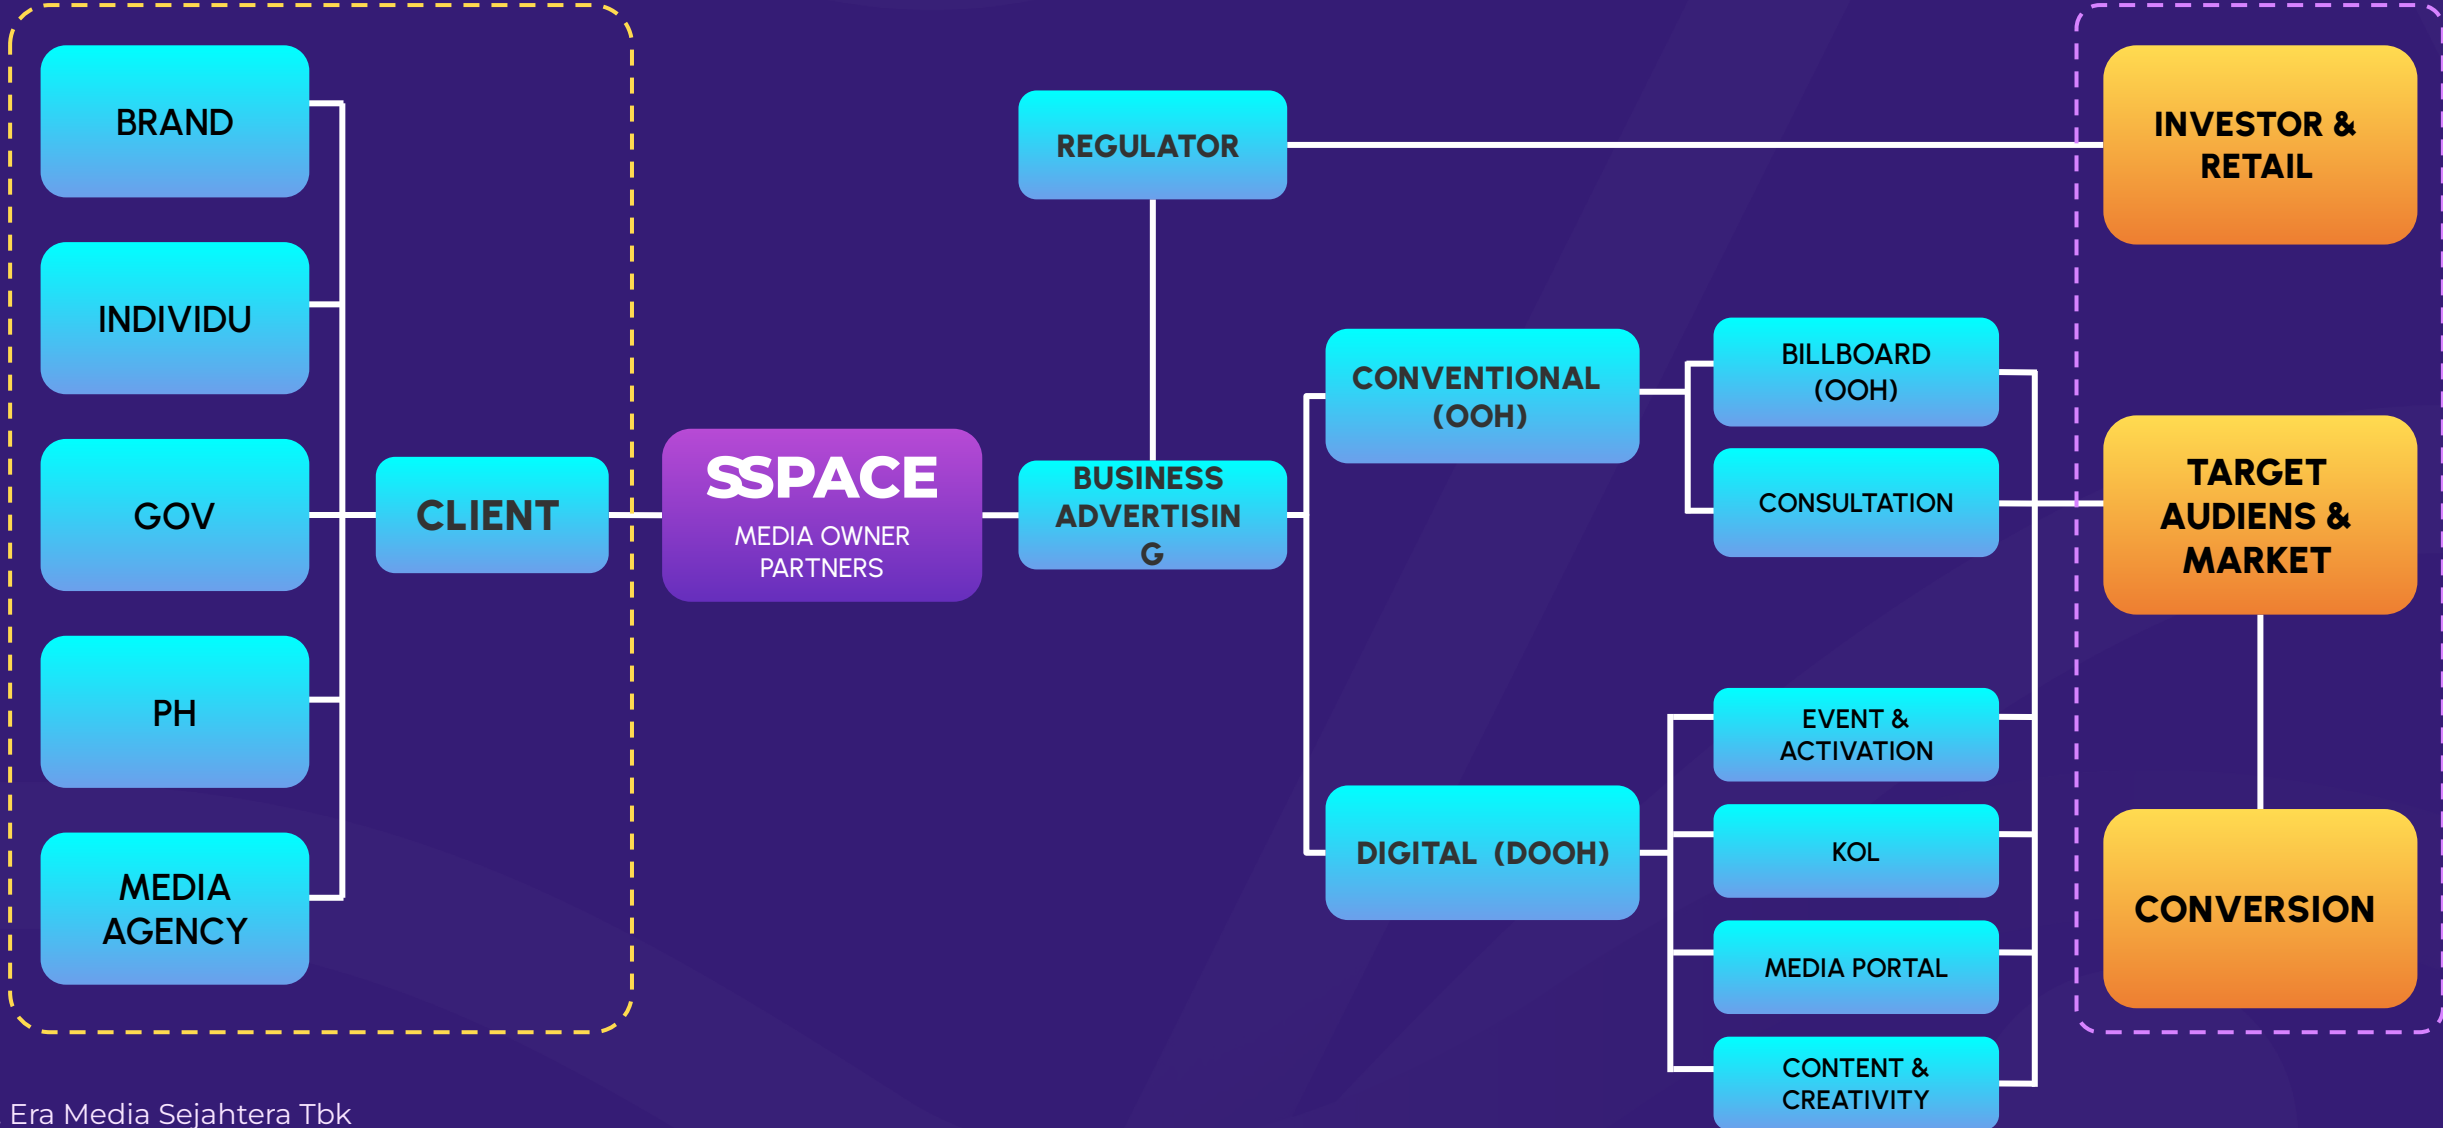 BRAND
INDIVIDU
GOV
PH
MEDIA
AGENCY
CLIENT
SSPACE
MEDIA OWNER
PARTNERS
REGULATOR
BUSINESS
ADVERTISIN
G
CONVENTIONAL
(OOH)
DIGITAL (DOOH)
BILLBOARD
(OOH)
CONSULTATION
EVENT &
ACTIVATION
KOL
MEDIA PORTAL
CONTENT &
CREATIVITY
INVESTOR &
RETAIL
TARGET
AUDIENS &
MARKET
CONVERSION
Era Media Sejahtera Tbk